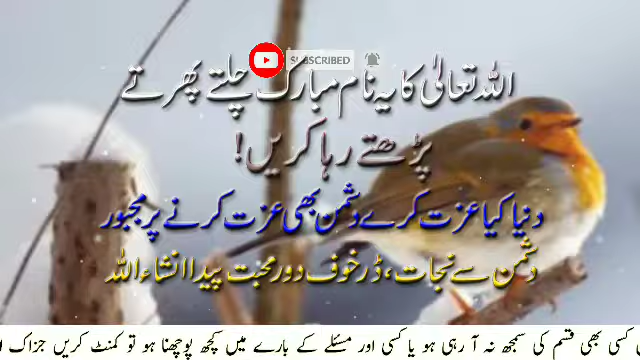 SUBSCRIBED
اللہ تعالیٰ کا یہ نام مبارک چلتے پھرتے
پڑھتے رہا کریں!
دنیا کیا عزت کرے دشمن بھی عزت کرنے پر مجبور
دشمن سے نجات، ڈر خوف دور محبت پیدا انشاءاللہ
کسی بھی قسم کی سمجھ نہ آ رہی ہو یا کسی اور مسئلے کے بارے میں کچھ پوچھنا ہو تو کمنٹ کریں جزاک